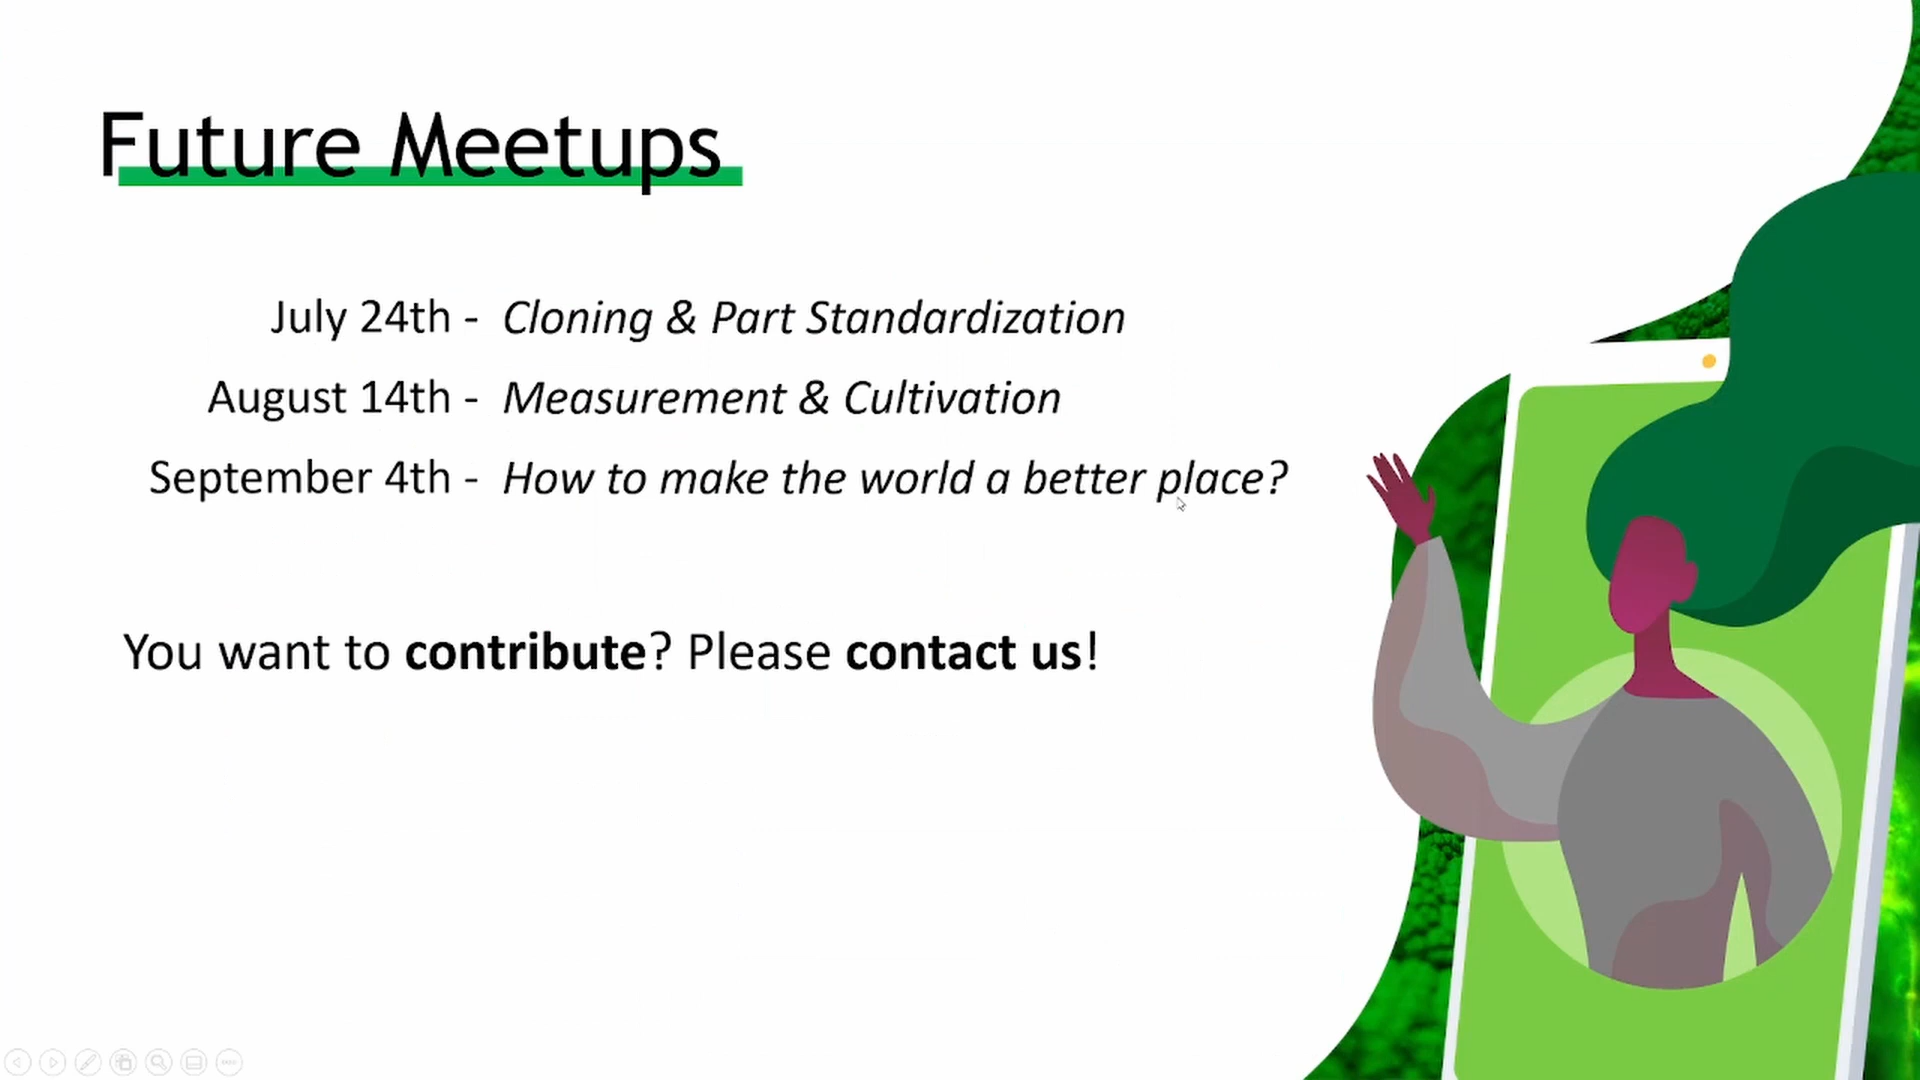 Future Meetups
July 24th - Cloning & Part Standardization
August 14th - Measurement & Cultivation
September 4th - How to make the world a better place?
You want to contribute? Please contact us!